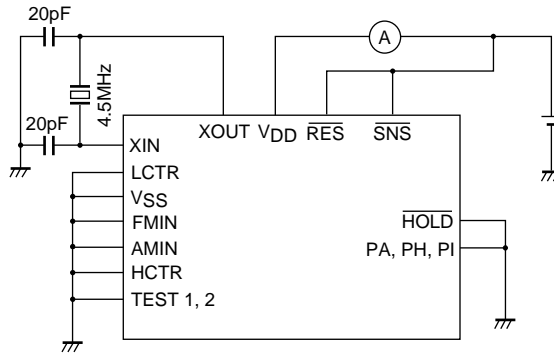 20pF
A
4.5MHz
20pF
XOUT VDD RES SNS
XIN
LCTR
VSS
FMIN
AMIN
HCTR
TEST 1, 2
HOLD
PA, PH, PI